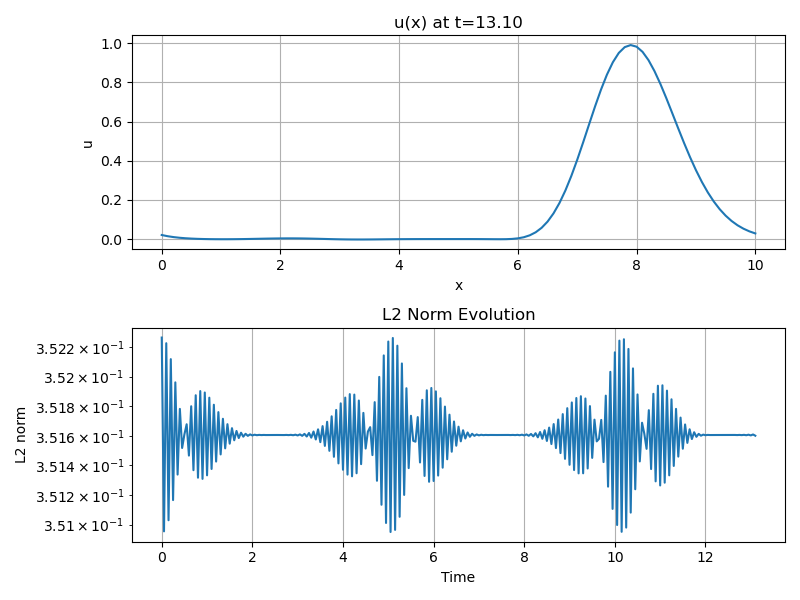 u(x) at t=13.10
1.0
0.8
0.6
0.4
0.2
0.0
u
0 2 4 6 8 10
x
L2 Norm Evolution
3.522 × 10⁻¹
3.52 × 10⁻¹
3.518 × 10⁻¹
3.516 × 10⁻¹
3.514 × 10⁻¹
3.512 × 10⁻¹
3.51 × 10⁻¹
L2 norm
0 2 4 6 8 10 12
Time